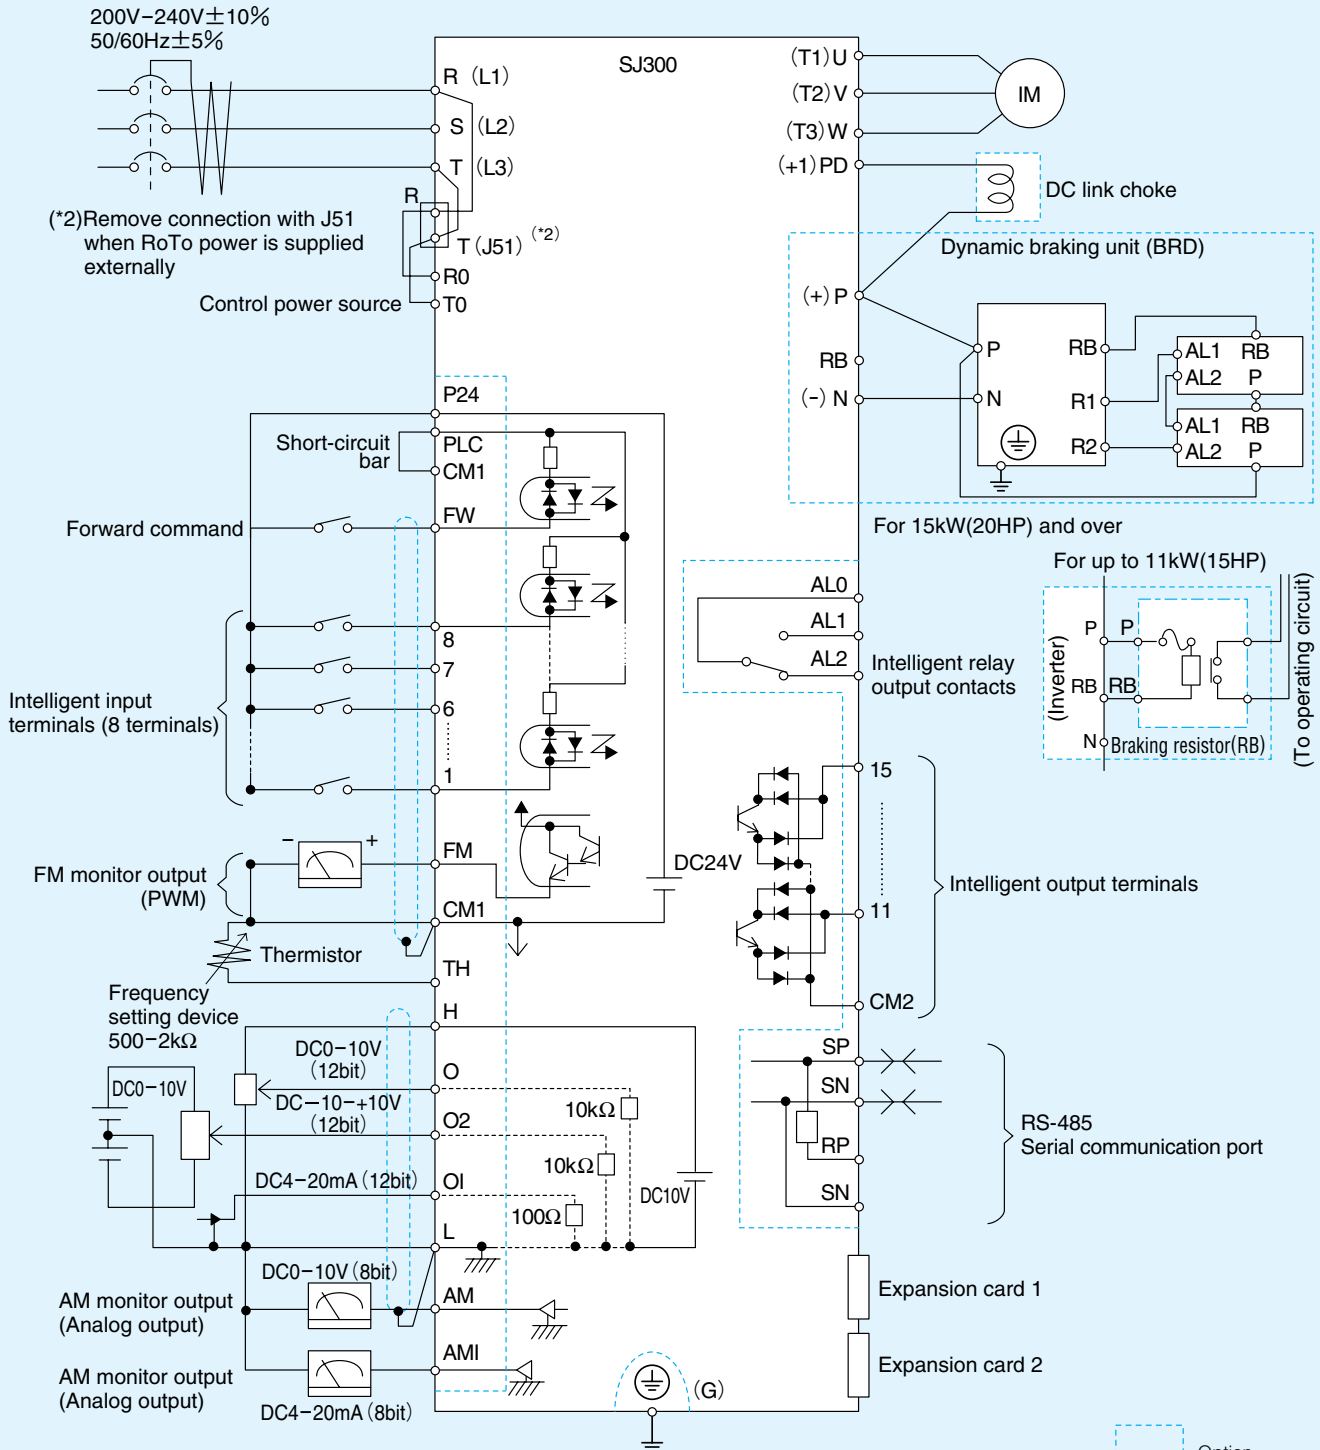 200V-240V±10%
50/60Hz±5%
SJ300
R (L1)
S (L2)
T (L3)
R
T (J51) (*2)
R0
T0
(*2)Remove connection with J51
when RoTo power is supplied
externally
Control power source
(T1) U
(T2) V
(T3) W
(+1) PD
IM
DC link choke
Dynamic braking unit (BRD)
(+) P
RB
(-) N
P
N
RB
R1
R2
AL1 RB
AL2 P
AL1 RB
AL2 P
For 15kW(20HP) and over
For up to 11kW(15HP)
(Inverter)
P
P
RB
RB
N
Braking resistor(RB)
(To operating circuit)
P24
PLC
CM1
Short-circuit
bar
Forward command
FW
8
7
6
1
Intelligent input
terminals (8 terminals)
AL0
AL1
AL2
Intelligent relay
output contacts
15
11
CM2
Intelligent output terminals
FM monitor output
(PWM)
-
+
FM
CM1
TH
DC24V
Thermistor
Frequency
setting device
500-2kΩ
H
DC0-10V
DC0-10V
(12bit)
O
DC-10-+10V
(12bit)
O2
DC4-20mA (12bit)
OI
L
10kΩ
10kΩ
100Ω
DC10V
SP
SN
RP
SN
RS-485
Serial communication port
DC0-10V (8bit)
AM monitor output
(Analog output)
AM
AM monitor output
(Analog output)
AMI
DC4-20mA (8bit)
(G)
Expansion card 1
Expansion card 2
Option